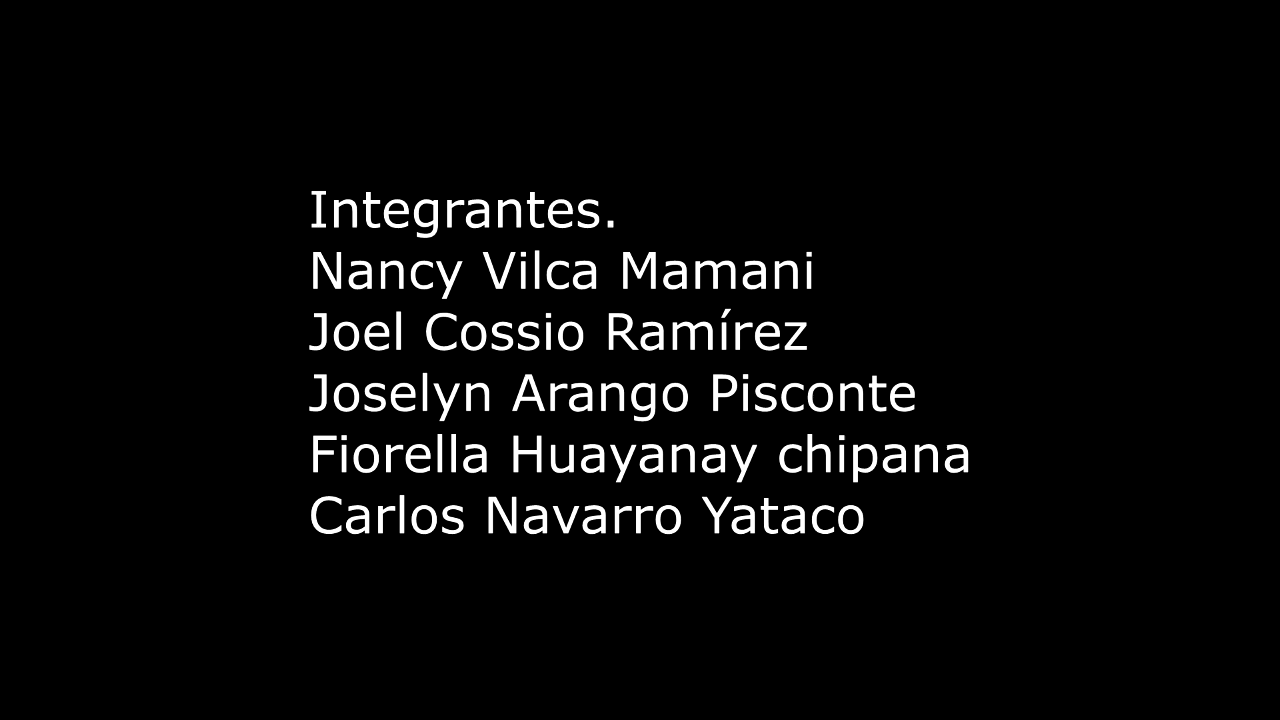 Integrantes.
Nancy Vilca Mamani
Joel Cossio Ramírez
Joselyn Arango Pisconte
Fiorella Huayanay chipana
Carlos Navarro Yataco